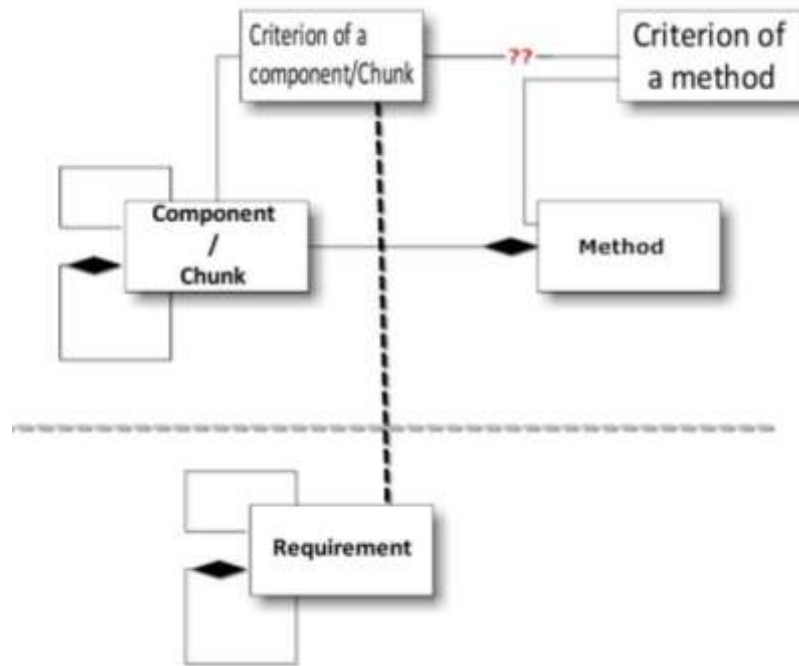 Criterion of a
component/Chunk
??
Criterion of
a method
Component
/
Chunk
Method
Requirement